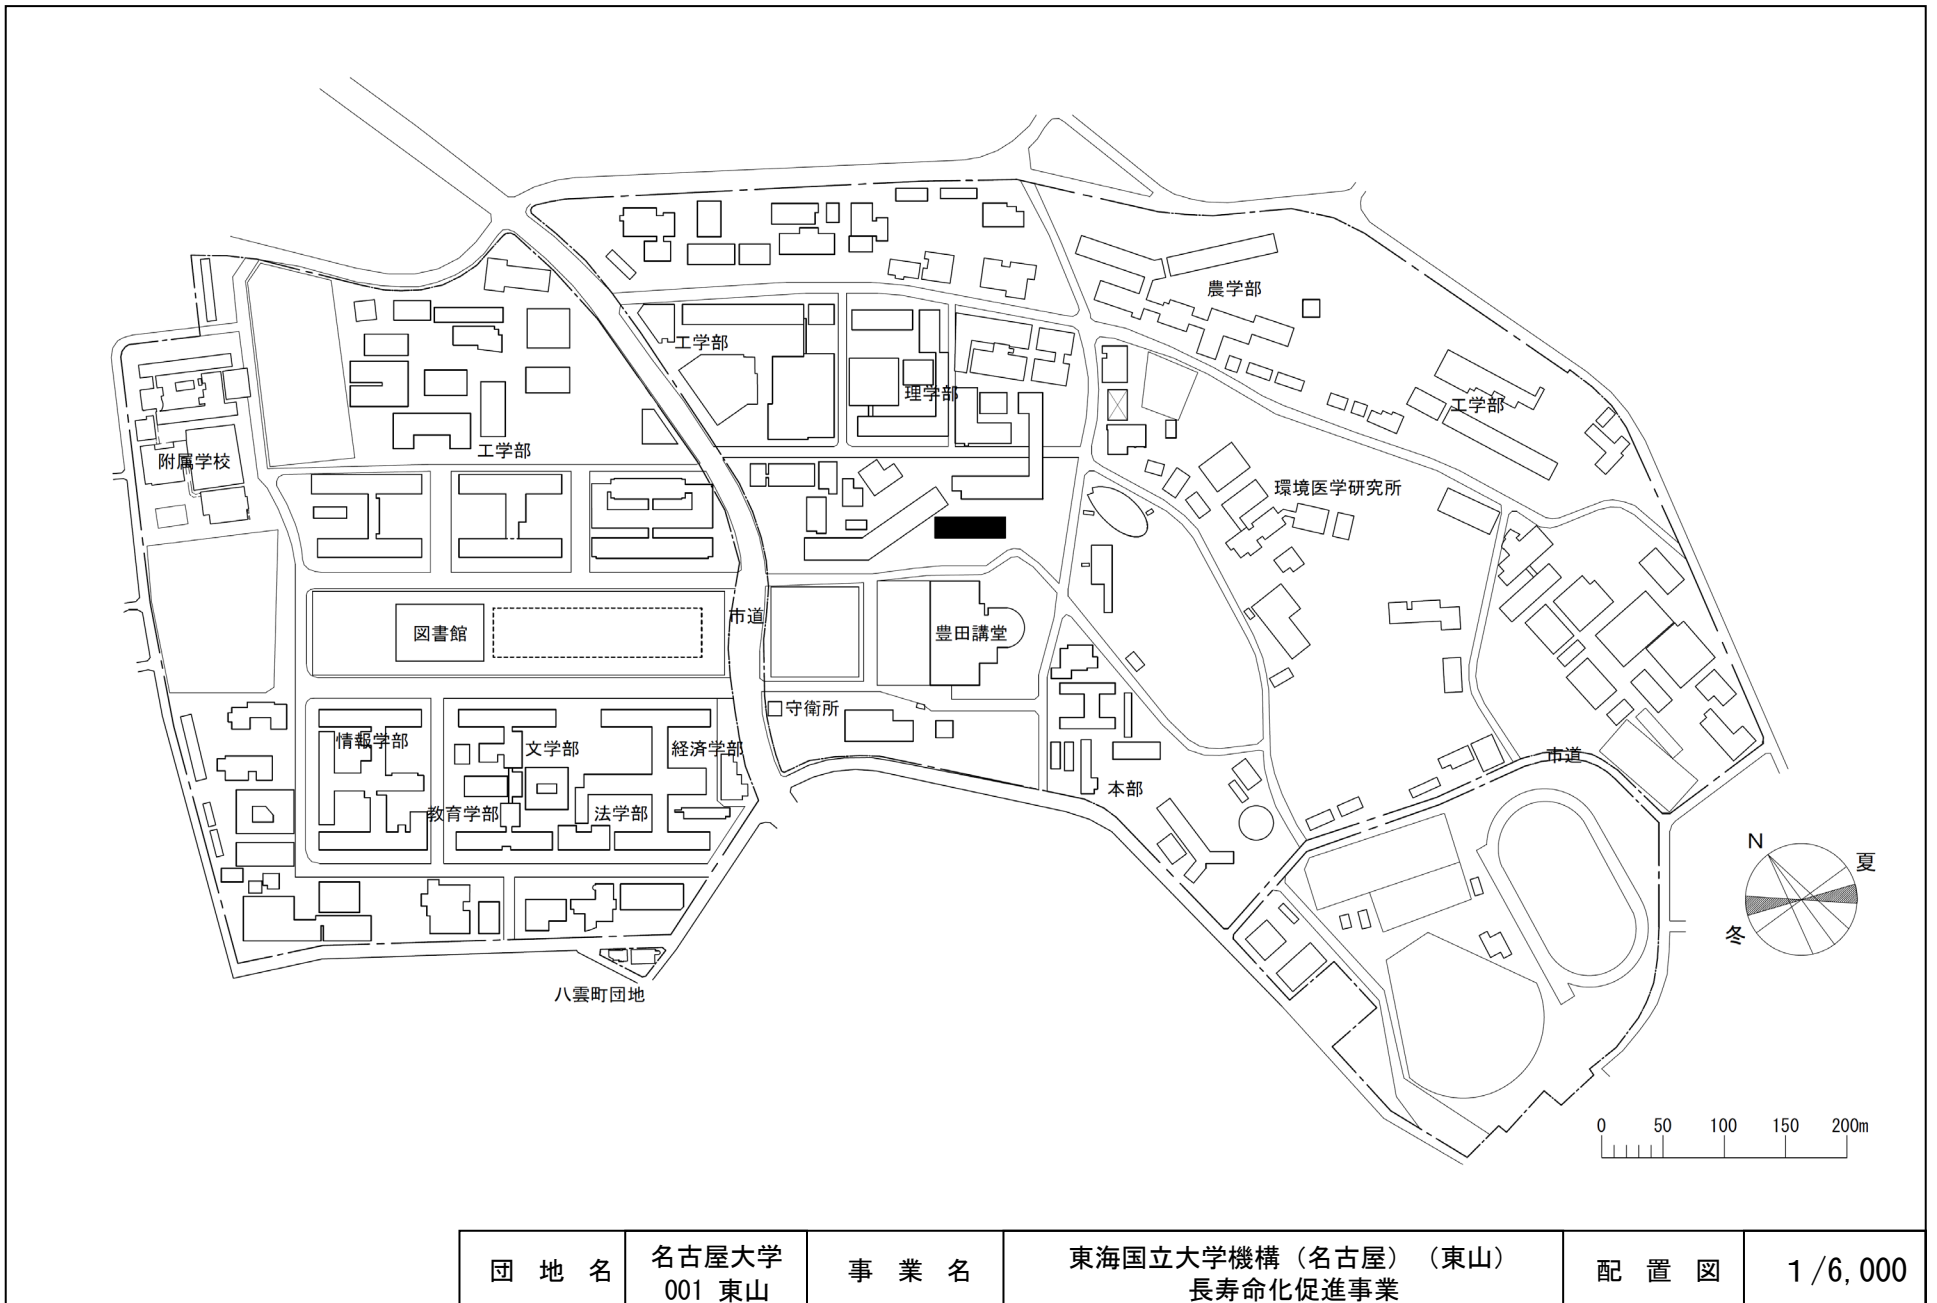 農学部
工学部
理学部
工学部
工学部
附属学校
環境医学研究所
市道
図書館
豊田講堂
守衛所
情報学部
文学部
経済学部
市道
本部
教育学部
法学部
N
夏
冬
八雲町団地
0 50 100 150 200m
団 地 名
名古屋大学
001 東山
事 業 名
東海国立大学機構（名古屋）（東山）
長寿命化促進事業
配 置 図
1/6,000